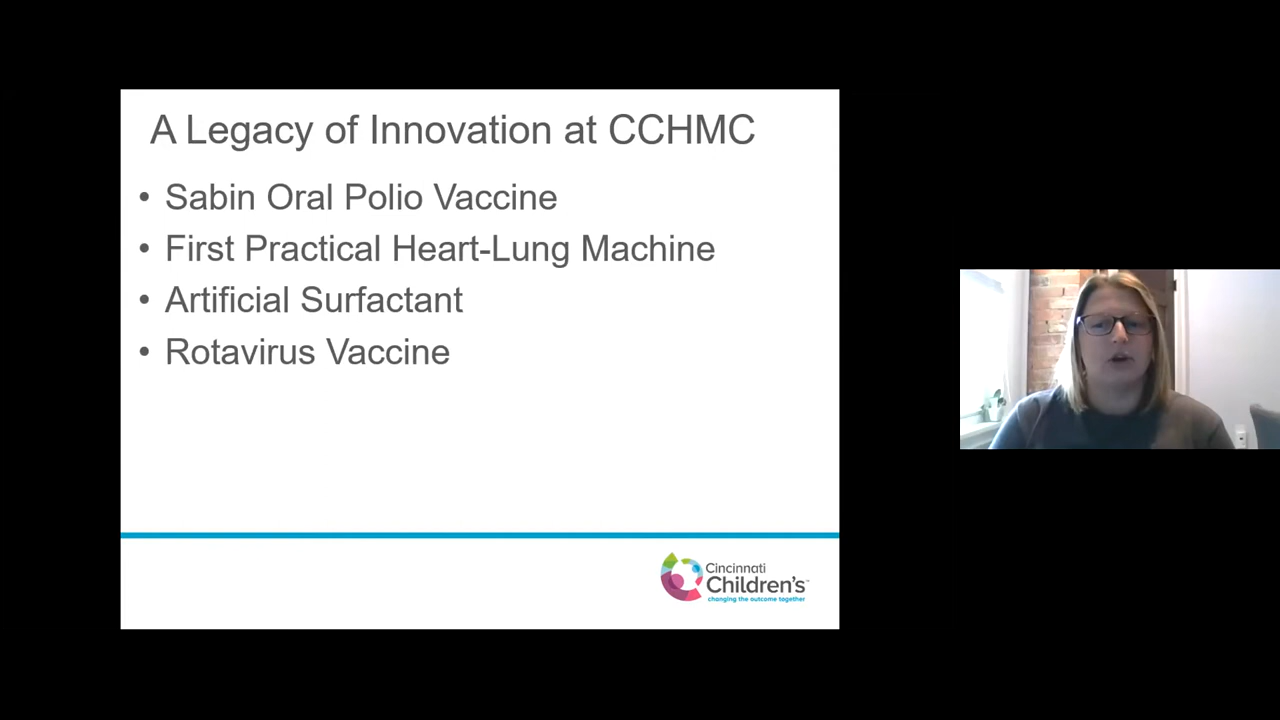 A Legacy of Innovation at CCHMC
• Sabin Oral Polio Vaccine
• First Practical Heart-Lung Machine
• Artificial Surfactant
• Rotavirus Vaccine
Cincinnati
Children's™
changing the outcome together